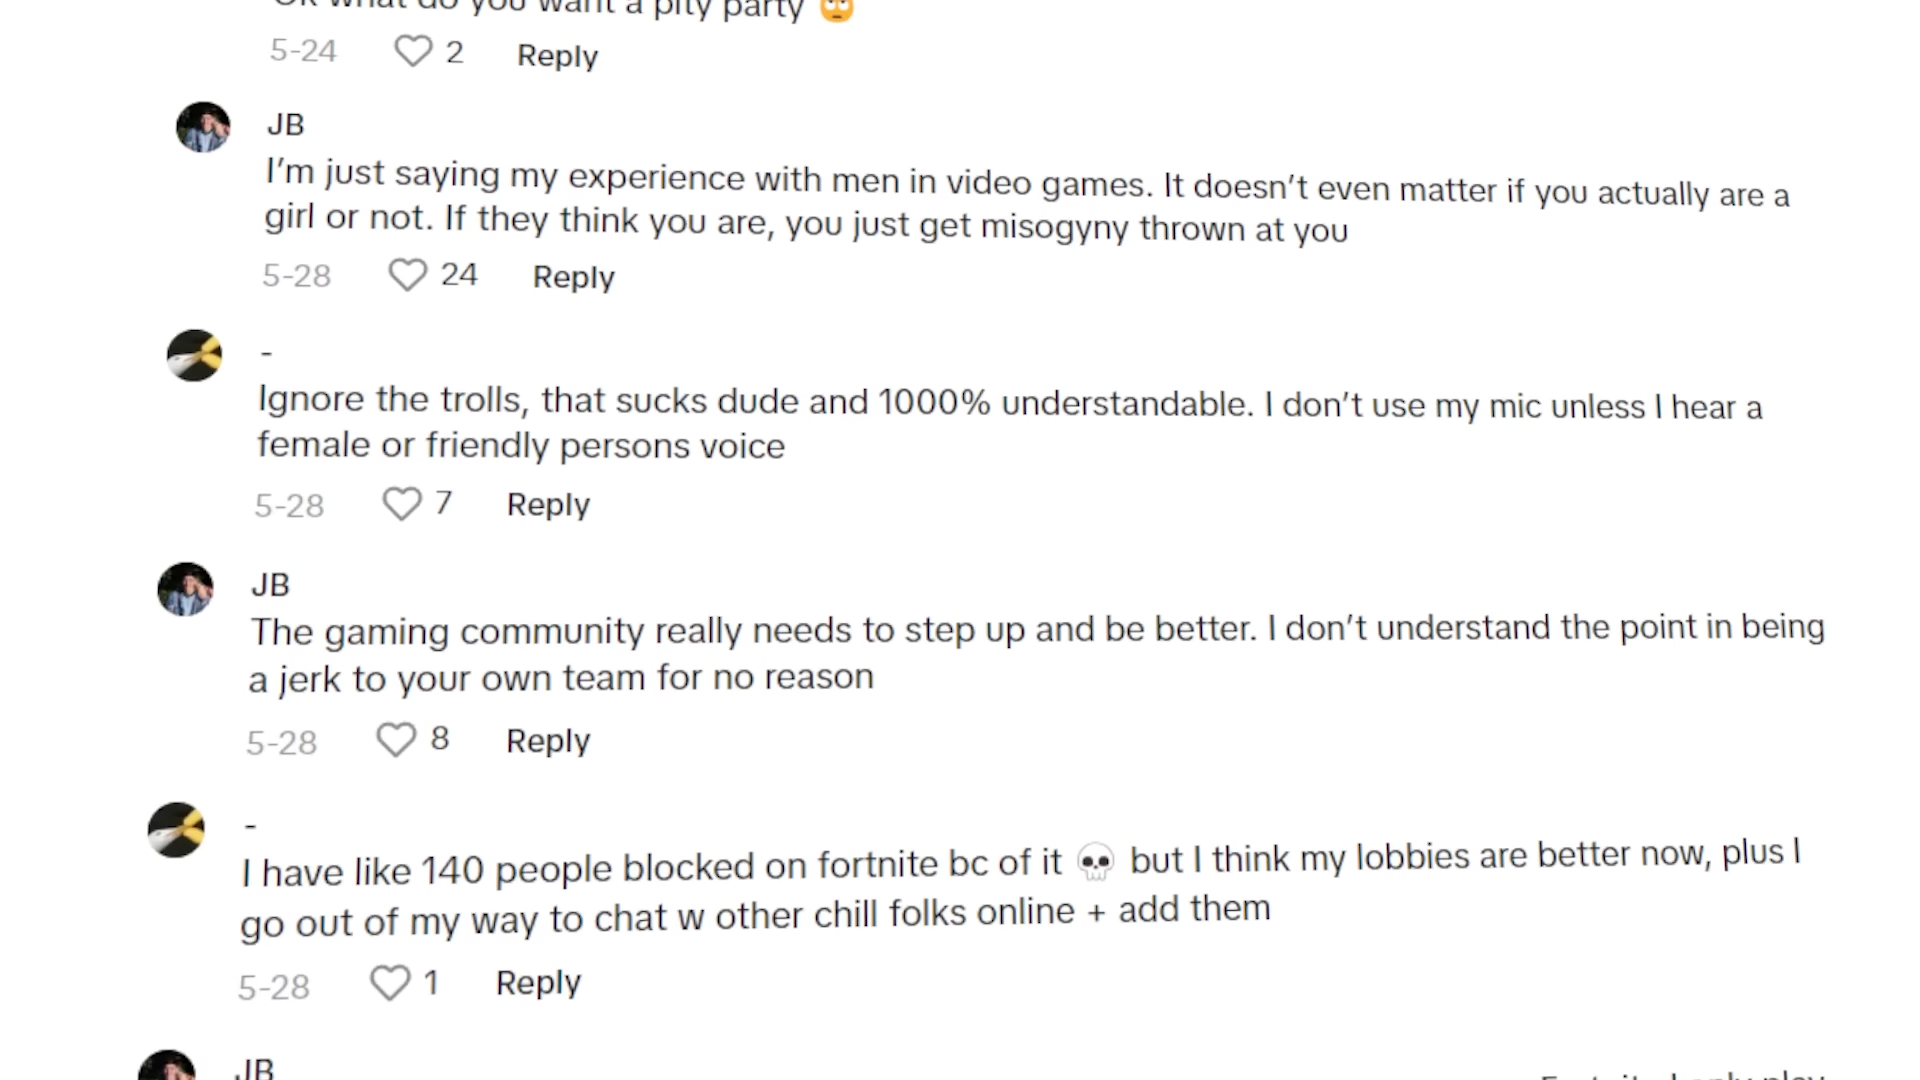 Ok what do you want a pity party 🙄
5-24 2 Reply
JB
I'm just saying my experience with men in video games. It doesn't even matter if you actually are a
girl or not. If they think you are, you just get misogyny thrown at you
5-28 24 Reply
-
Ignore the trolls, that sucks dude and 1000% understandable. I don't use my mic unless I hear a
female or friendly persons voice
5-28 7 Reply
JB
The gaming community really needs to step up and be better. I don't understand the point in being
a jerk to your own team for no reason
5-28 8 Reply
-
I have like 140 people blocked on fortnite bc of it 💀 but I think my lobbies are better now, plus I
go out of my way to chat w other chill folks online + add them
5-28 1 Reply
JB